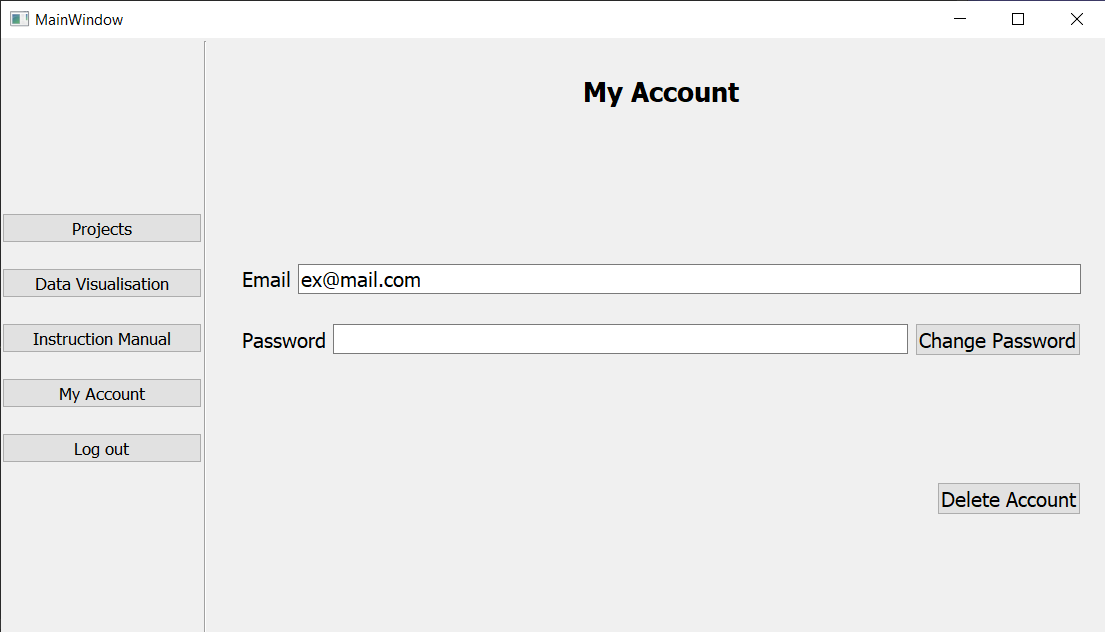 MainWindow
My Account
Projects
Data Visualisation
Instruction Manual
My Account
Log out
Email ex@mail.com
Password Change Password
Delete Account